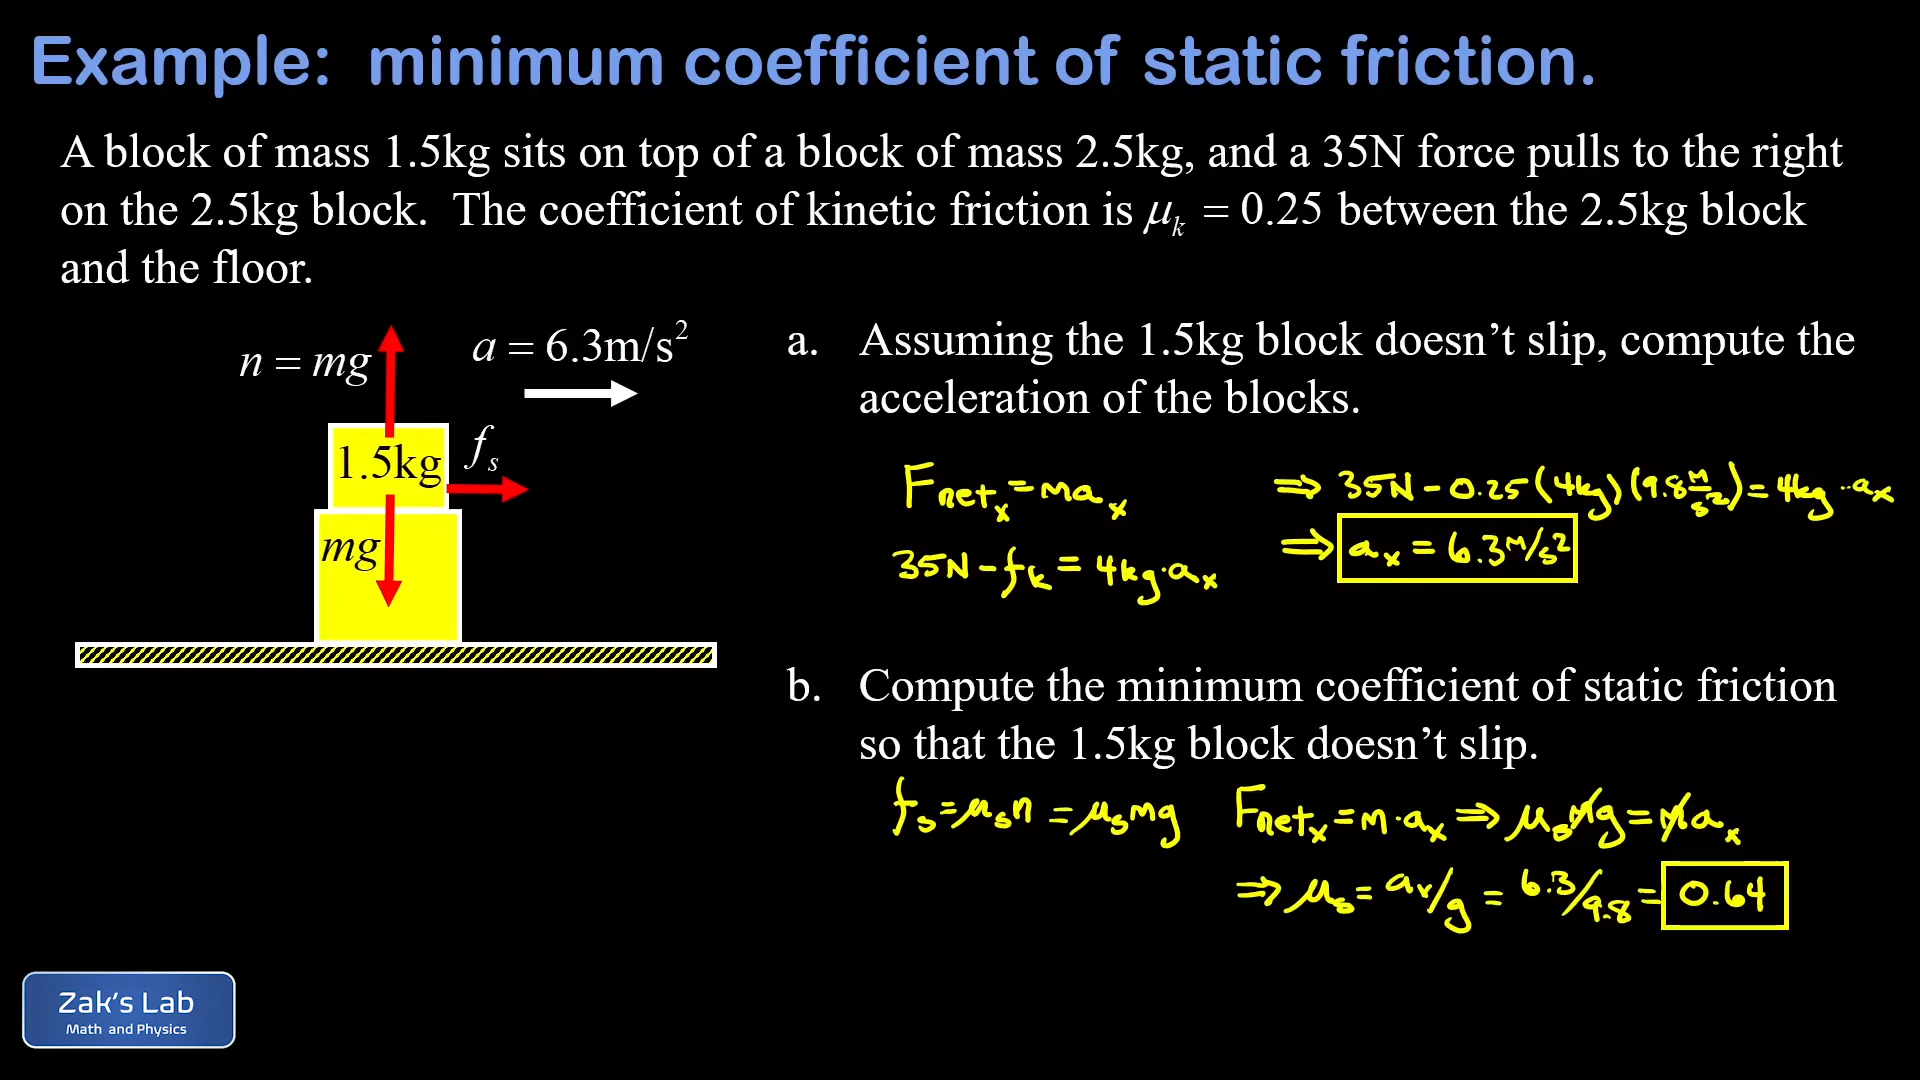 Example: minimum coefficient of static friction.
A block of mass 1.5kg sits on top of a block of mass 2.5kg, and a 35N force pulls to the right
on the 2.5kg block. The coefficient of kinetic friction is μₖ = 0.25 between the 2.5kg block
and the floor.
n = mg
a = 6.3m/s²
fₛ
1.5kg
mg
a. Assuming the 1.5kg block doesn’t slip, compute the
acceleration of the blocks.
Fnetₓ = maₓ
35N - fₖ = 4kg·aₓ
⇒ 35N - 0.25(4kg)(9.8 m/s²) = 4kg·aₓ
⇒ aₓ = 6.3 m/s²
b. Compute the minimum coefficient of static friction
so that the 1.5kg block doesn’t slip.
fₛ = μₛn = μₛmg
Fnetₓ = m·aₓ ⇒ μₛmg = maₓ
⇒ μₛ = aₓ/g = 6.3/9.8 = 0.64
Zak’s Lab
Math and Physics